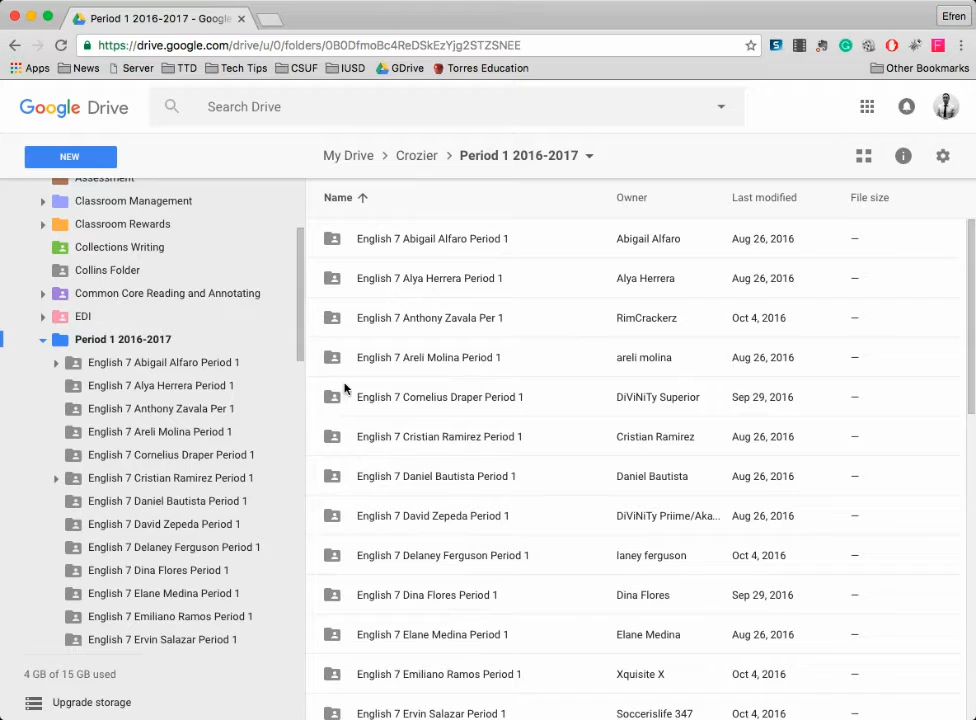 Period 1 2016-2017 - Google
Efren
https://drive.google.com/drive/u/0/folders/0B0DfmoBc4ReDSkEzYjg2STZSNEE
Apps News Server TTD Tech Tips CSUF IUSD GDrive Torres Education Other Bookmarks
Google Drive
Search Drive
NEW
My Drive > Crozier > Period 1 2016-2017
Assessment
Classroom Management
Classroom Rewards
Collections Writing
Collins Folder
Common Core Reading and Annotating
EDI
Period 1 2016-2017
English 7 Abigail Alfaro Period 1
English 7 Alya Herrera Period 1
English 7 Anthony Zavala Per 1
English 7 Areli Molina Period 1
English 7 Cornelius Draper Period 1
English 7 Cristian Ramirez Period 1
English 7 Daniel Bautista Period 1
English 7 David Zepeda Period 1
English 7 Delaney Ferguson Period 1
English 7 Dina Flores Period 1
English 7 Elane Medina Period 1
English 7 Emiliano Ramos Period 1
English 7 Ervin Salazar Period 1
4 GB of 15 GB used
Upgrade storage
Name Owner Last modified File size
English 7 Abigail Alfaro Period 1 Abigail Alfaro Aug 26, 2016 —
English 7 Alya Herrera Period 1 Alya Herrera Aug 26, 2016 —
English 7 Anthony Zavala Per 1 RimCrackerz Oct 4, 2016 —
English 7 Areli Molina Period 1 areli molina Aug 26, 2016 —
English 7 Cornelius Draper Period 1 DiViNiTy Superior Sep 29, 2016 —
English 7 Cristian Ramirez Period 1 Cristian Ramirez Aug 26, 2016 —
English 7 Daniel Bautista Period 1 Daniel Bautista Aug 26, 2016 —
English 7 David Zepeda Period 1 DiViNiTy Priime/Aka... Aug 26, 2016 —
English 7 Delaney Ferguson Period 1 laney ferguson Oct 4, 2016 —
English 7 Dina Flores Period 1 Dina Flores Sep 29, 2016 —
English 7 Elane Medina Period 1 Elane Medina Aug 26, 2016 —
English 7 Emiliano Ramos Period 1 Xquisite X Oct 4, 2016 —
English 7 Ervin Salazar Period 1 Soccerislife 347 Aug 26, 2016 —